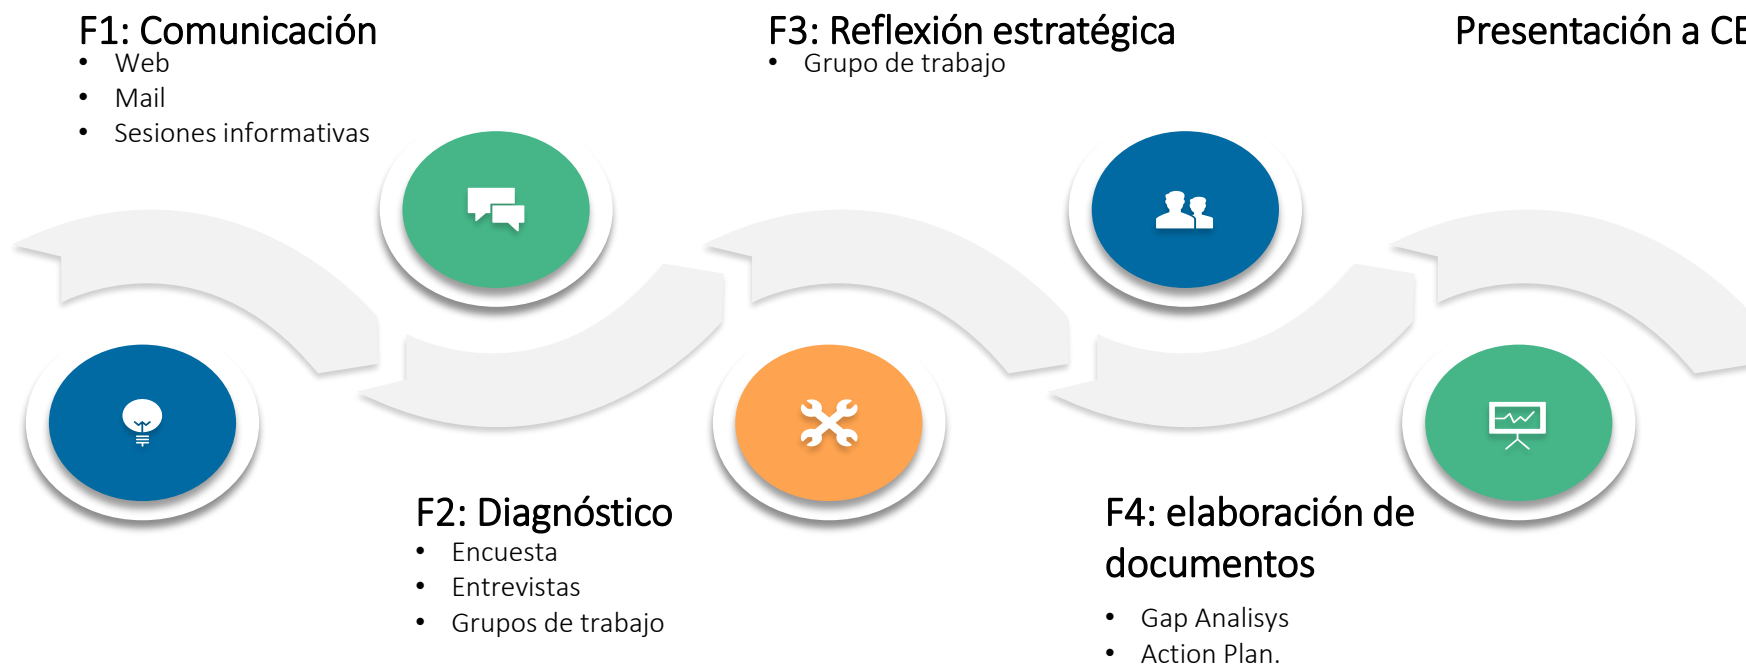 F1: Comunicación
• Web
• Mail
• Sesiones informativas
F2: Diagnóstico
• Encuesta
• Entrevistas
• Grupos de trabajo
F3: Reflexión estratégica
• Grupo de trabajo
F4: elaboración de
documentos
• Gap Analisys
• Action Plan.
Presentación a